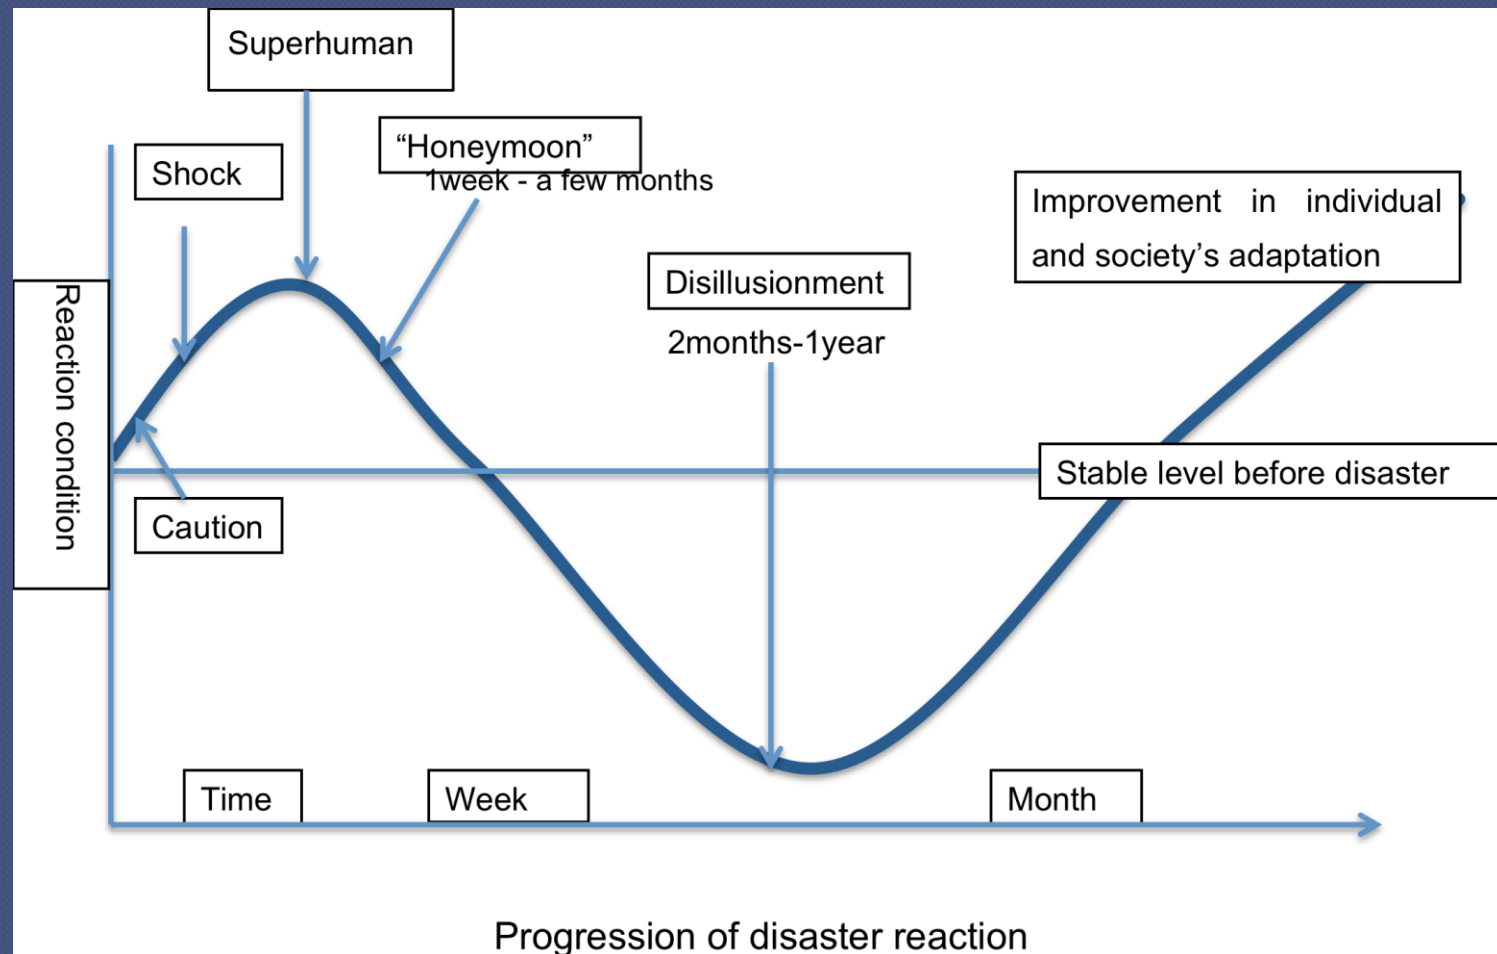 Superhuman
“Honeymoon”
1week - a few months
Shock
Improvement in individual
and society’s adaptation
Disillusionment
2months-1year
Reaction condition
Stable level before disaster
Caution
Time
Week
Month
Progression of disaster reaction